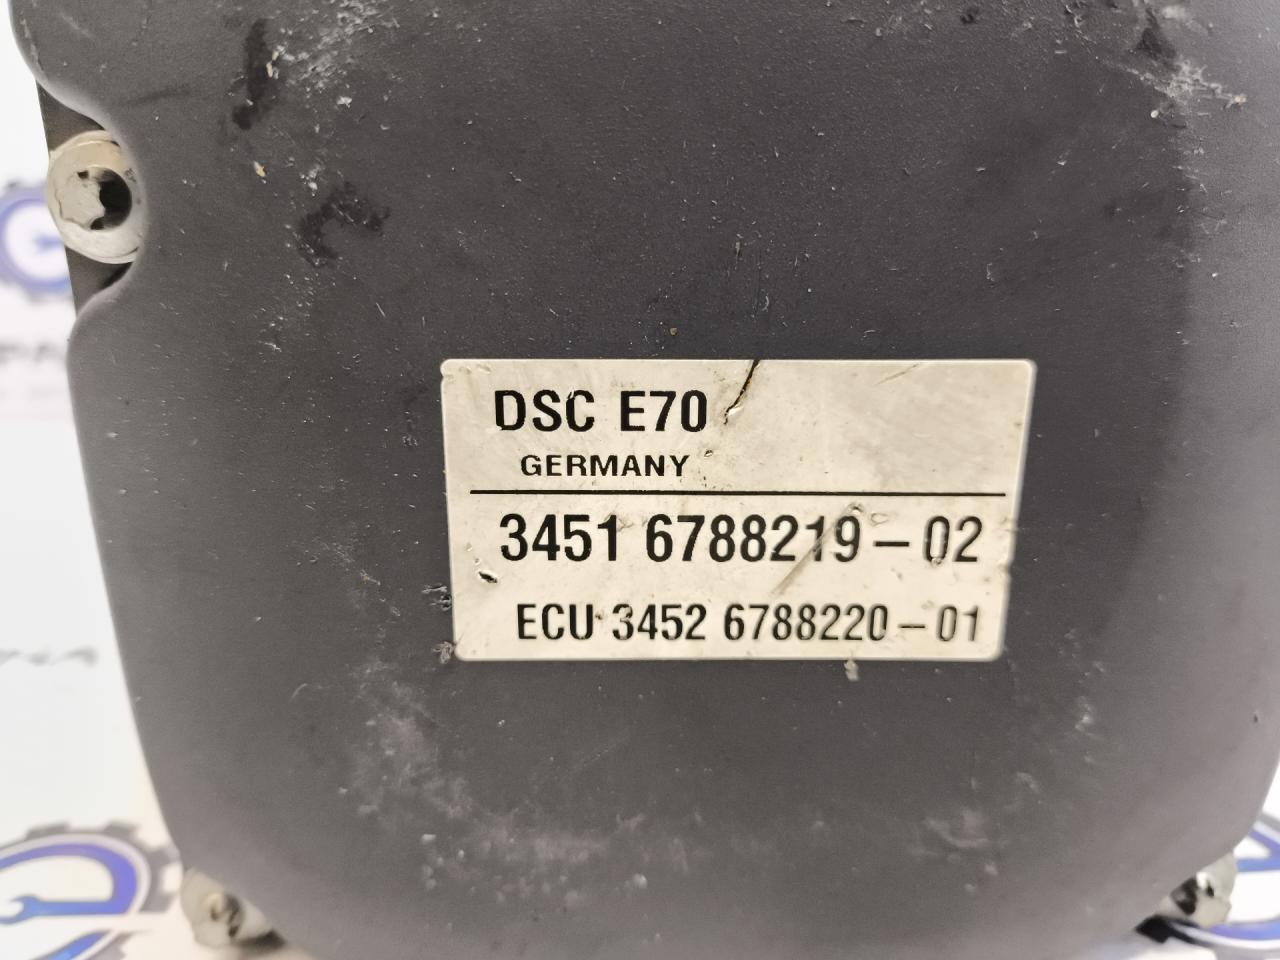 DSC E70
GERMANY
3451 6788219-02
ECU 3452 6788220-01